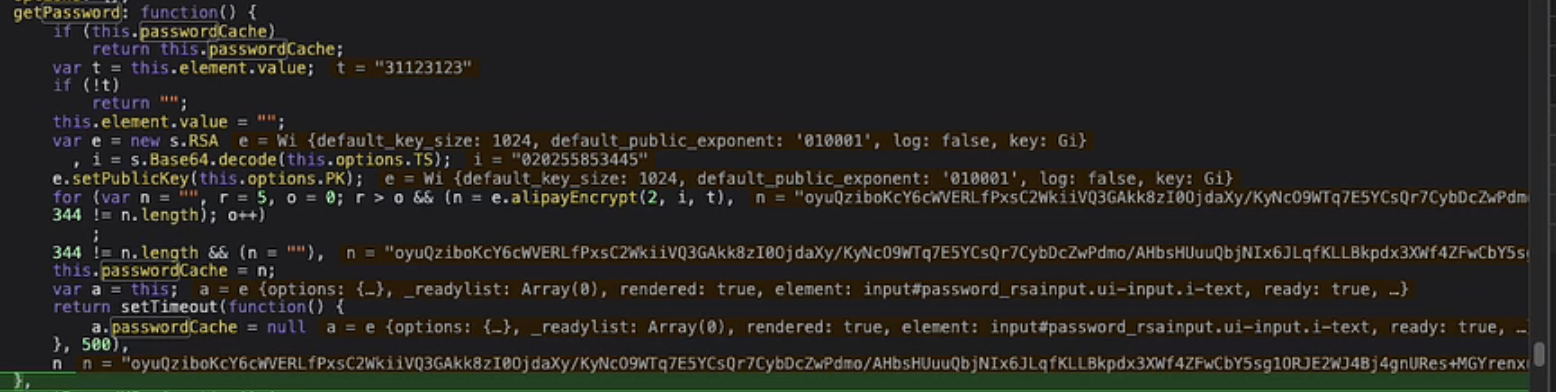 getPassword: function() {
if (this.passwordCache)
return this.passwordCache;
var t = this.element.value; t = "31123123"
if (!t)
return "";
this.element.value = "";
var e = new s.RSA e = Wi {default_key_size: 1024, default_public_exponent: '010001', log: false, key: Gi}
, i = s.Base64.decode(this.options.TS); i = "020255853445"
e.setPublicKey(this.options.PK); e = Wi {default_key_size: 1024, default_public_exponent: '010001', log: false, key: Gi}
for (var n = "", r = 5, o = 0; r > o && (n = e.alipayEncrypt(2, i, t), n = "oyuQziboKcY6cWVERLfPxsC2WkiiVQ3GAkk8zI0OjdaXy/KyNcO9WTq7E5YCsQr7CybDcZwPdmo
344 != n.length); o++)
;
344 != n.length && (n = ""), n = "oyuQziboKcY6cWVERLfPxsC2WkiiVQ3GAkk8zI0OjdaXy/KyNcO9WTq7E5YCsQr7CybDcZwPdmo/AHbsHUuuQbjNIx6JLqfKLLBkpdx3XWf4ZFwCbY5s
this.passwordCache = n;
var a = this; a = e {options: {…}, _readylist: Array(0), rendered: true, element: input#password_rsainput.ui-input.i-text, ready: true, …}
return setTimeout(function() {
a.passwordCache = null a = e {options: {…}, _readylist: Array(0), rendered: true, element: input#password_rsainput.ui-input.i-text, ready: true, …
}, 500),
n n = "oyuQziboKcY6cWVERLfPxsC2WkiiVQ3GAkk8zI0OjdaXy/KyNcO9WTq7E5YCsQr7CybDcZwPdmo/AHbsHUuuQbjNIx6JLqfKLLBkpdx3XWf4ZFwCbY5sg1ORJE2WJ4Bj4gnURes+MGYrenx
},